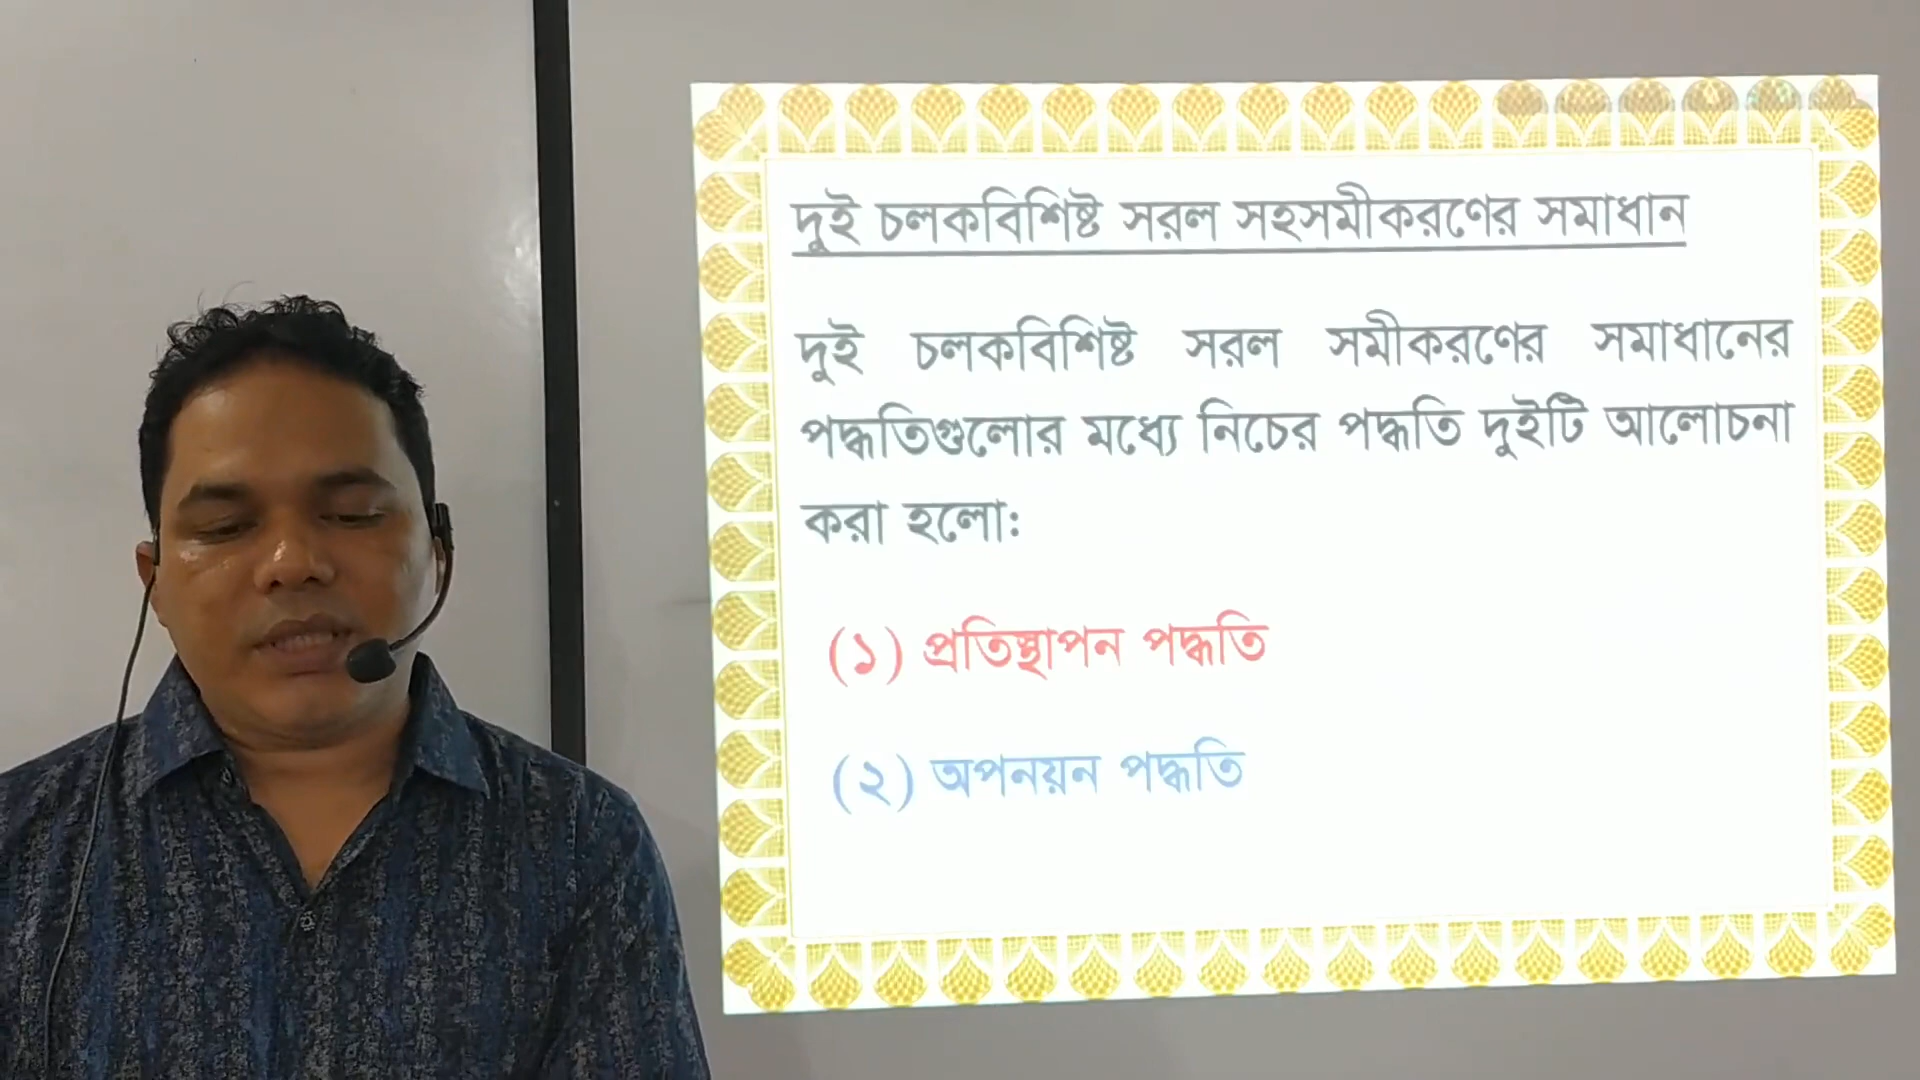 দুই চলকবিশিষ্ট সরল সহসমীকরণের সমাধান
দুই চলকবিশিষ্ট সরল সমীকরণের সমাধানের
পদ্ধতিগুলোর মধ্যে নিচের পদ্ধতি দুইটি আলোচনা
করা হলো:
(১) প্রতিস্থাপন পদ্ধতি
(২) অপনয়ন পদ্ধতি